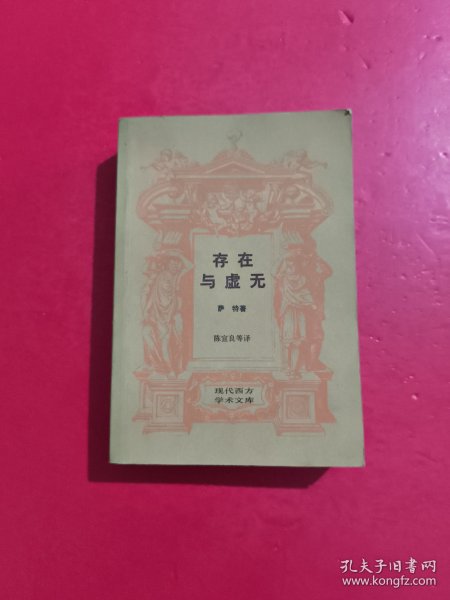 存在
与虚无
萨特著
陈宣良等译
现代西方
学术文库
孔夫子旧书网
www.kongfz.com